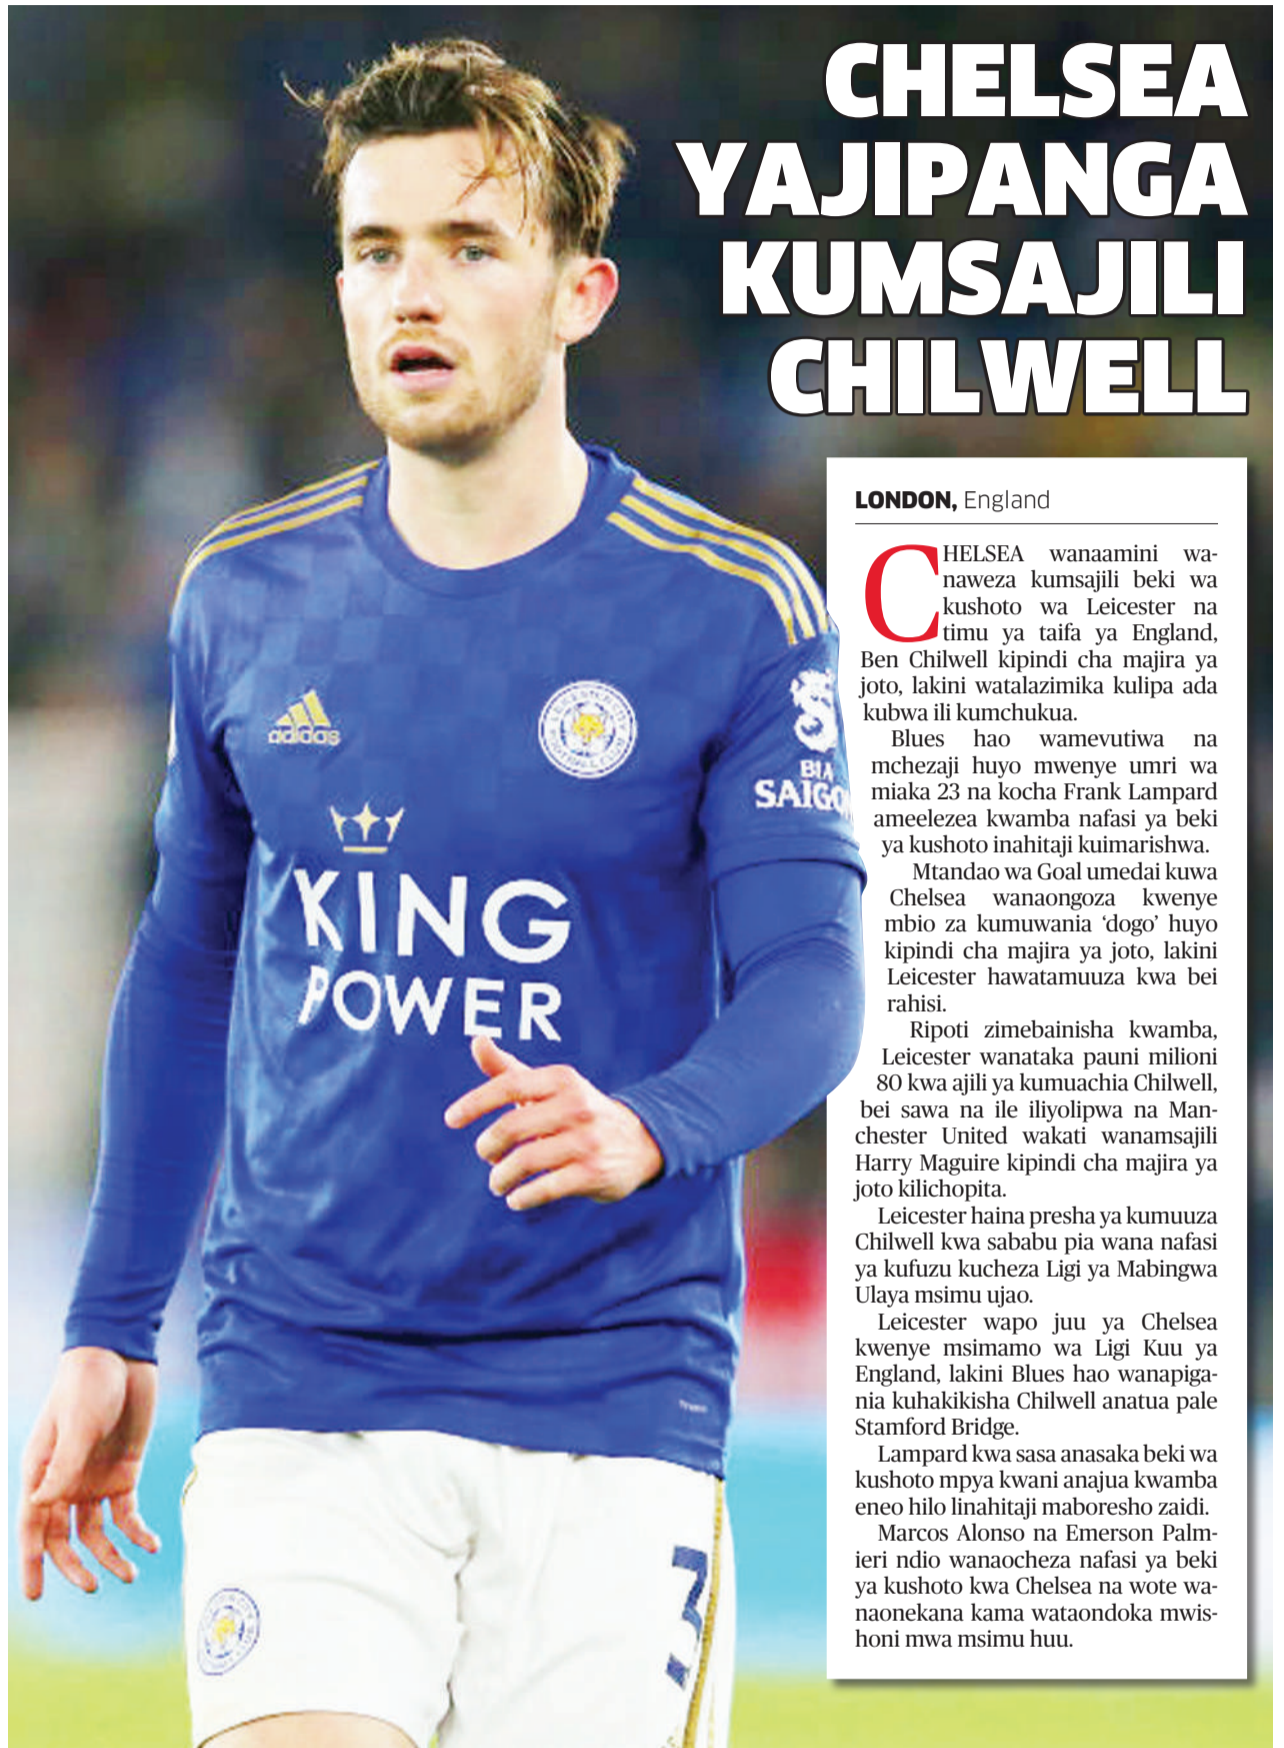 CHELSEA
YAJIPANGA
KUMSAJILI
CHILWELL
LONDON, England
CHELSEA wanaamini wa-
naweza kumsajili beki wa
kushoto wa Leicester na
timu ya taifa ya England,
Ben Chilwell kipindi cha majira ya
joto, lakini watalazimika kulipa ada
kubwa ili kumchukua.
Blues hao wamevutiwa na
mchezaji huyo mwenye umri wa
miaka 23 na kocha Frank Lampard
ameelezea kwamba nafasi ya beki
ya kushoto inahitaji kuimarishwa.
Mtandao wa Goal umedai kuwa
Chelsea wanaongoza kwenye
mbio za kumuwania ‘dogo’ huyo
kipindi cha majira ya joto, lakini
Leicester hawatamuuza kwa bei
rahisi.
Ripoti zimebainisha kwamba,
Leicester wanataka pauni milioni
80 kwa ajili ya kumuachia Chilwell,
bei sawa na ile iliyolipwa na Man-
chester United wakati wanamsajili
Harry Maguire kipindi cha majira ya
joto kilichopita.
Leicester haina presha ya kumuuza
Chilwell kwa sababu pia wana nafasi
ya kufuzu kucheza Ligi ya Mabingwa
Ulaya msimu ujao.
Leicester wapo juu ya Chelsea
kwenye msimamo wa Ligi Kuu ya
England, lakini Blues hao wanapiga-
nia kuhakikisha Chilwell anatua pale
Stamford Bridge.
Lampard kwa sasa anasaka beki wa
kushoto mpya kwani anajua kwamba
eneo hilo linahitaji maboresho zaidi.
Marcos Alonso na Emerson Palm-
ieri ndio wanaocheza nafasi ya beki
ya kushoto kwa Chelsea na wote wa-
naonekana kama wataondoka mwis-
honi mwa msimu huu.
adidas
BIA
SAIGO
KING
POWER
3